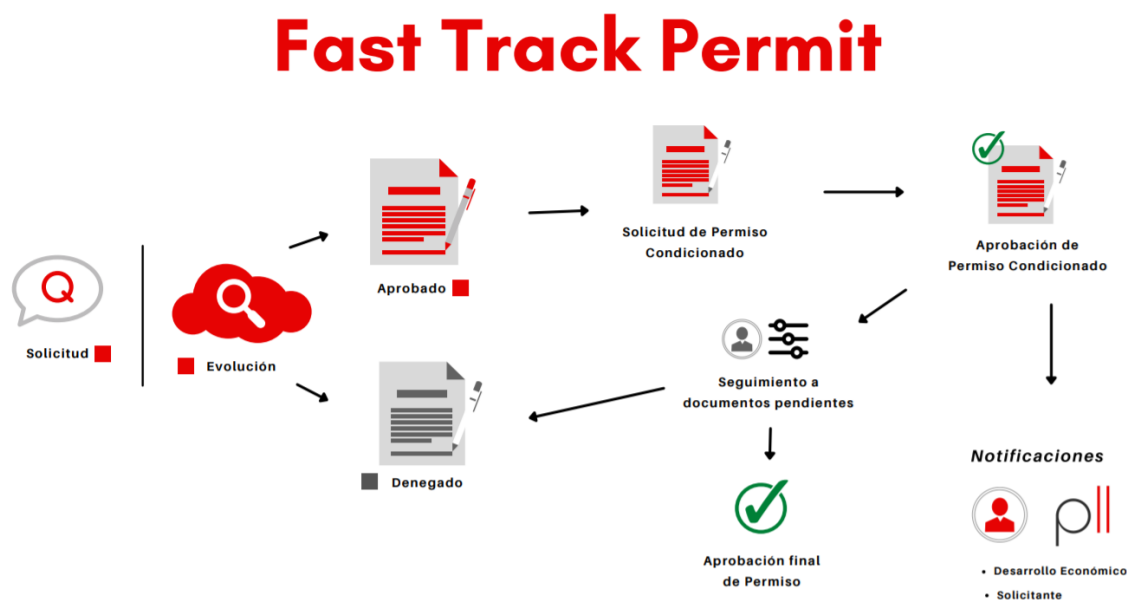 Fast Track Permit
Q
Solicitud
Evolución
Aprobado
Denegado
Solicitud de Permiso
Condicionado
Aprobación de
Permiso Condicionado
Seguimiento a
documentos pendientes
Aprobación final
de Permiso
Notificaciones
pll
• Desarrollo Económico
• Solicitante